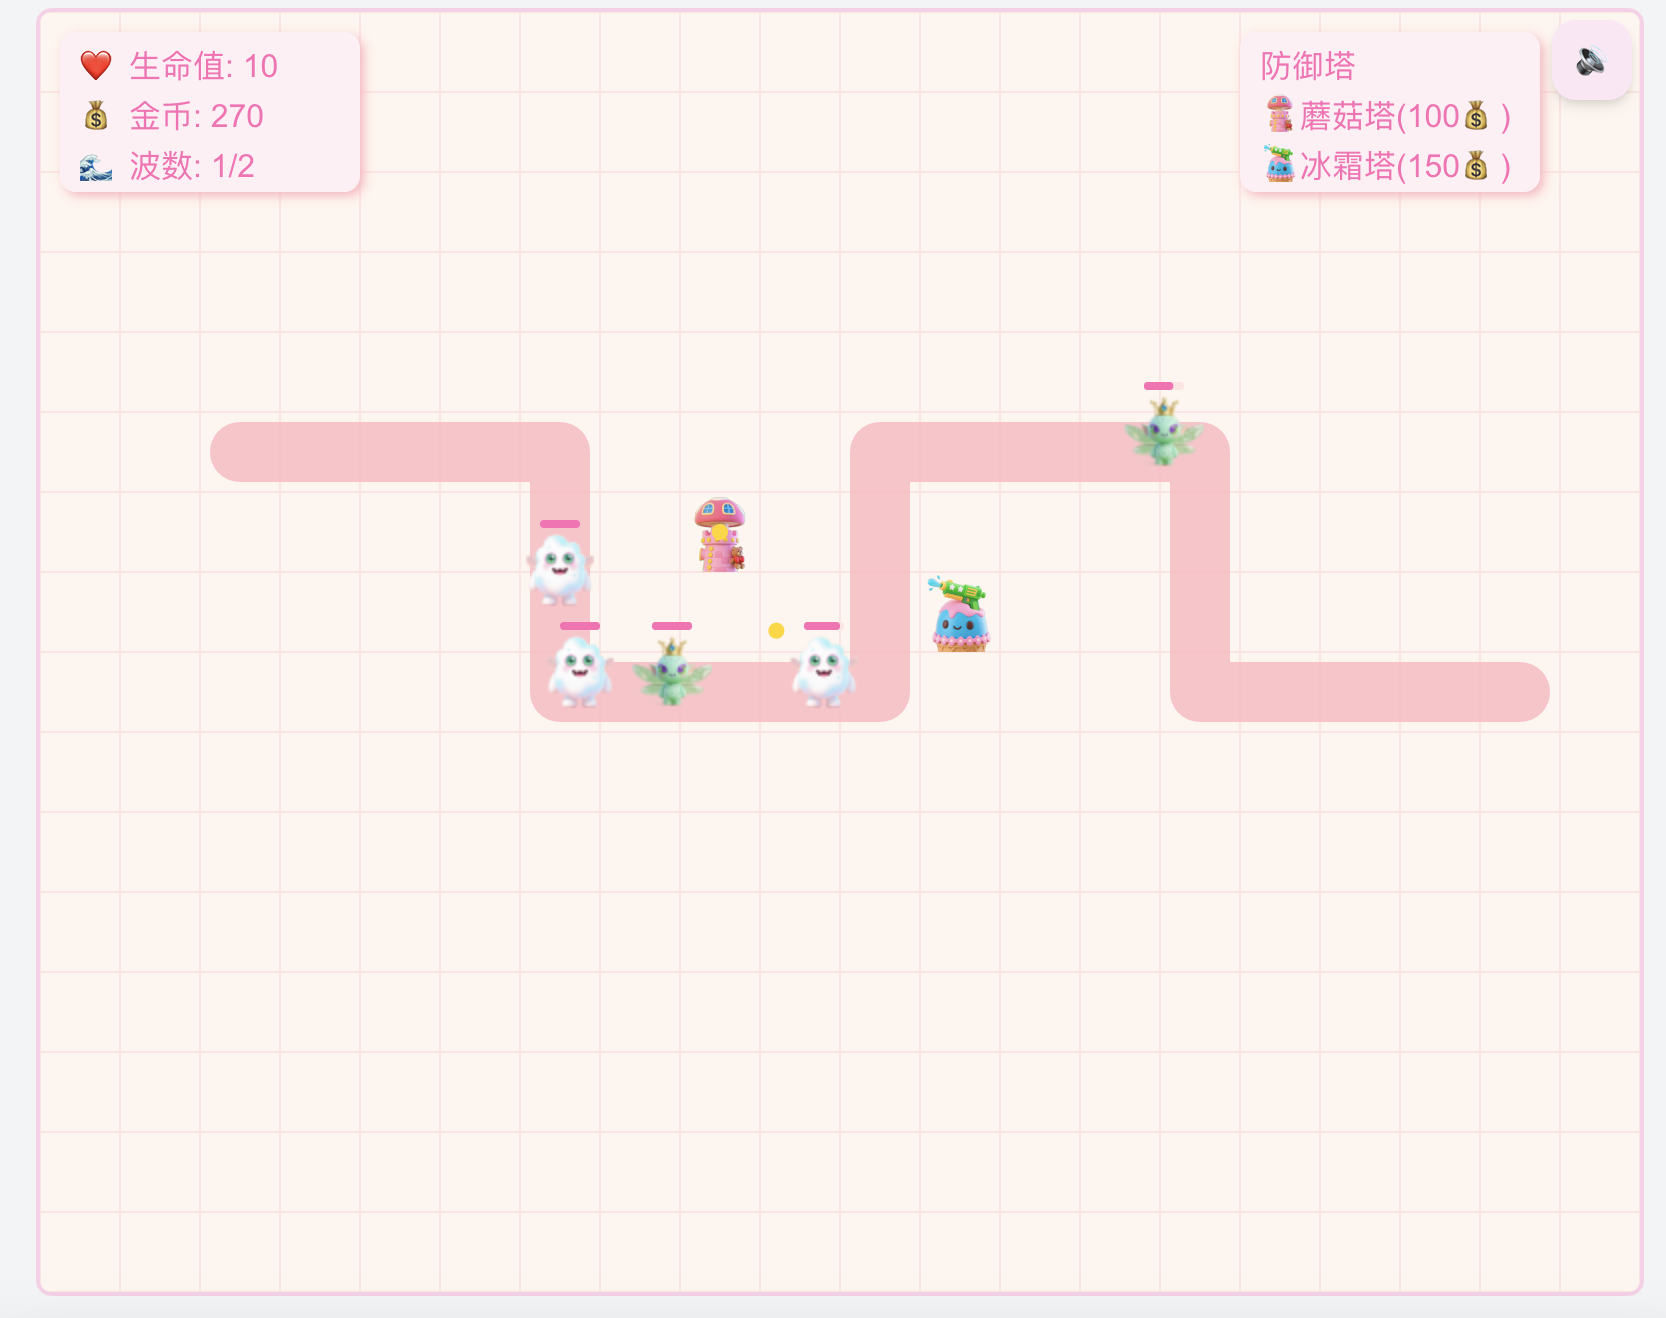 生命值: 10
金币: 270
波数: 1/2
防御塔
蘑菇塔(100💰 )
冰霜塔(150💰 )